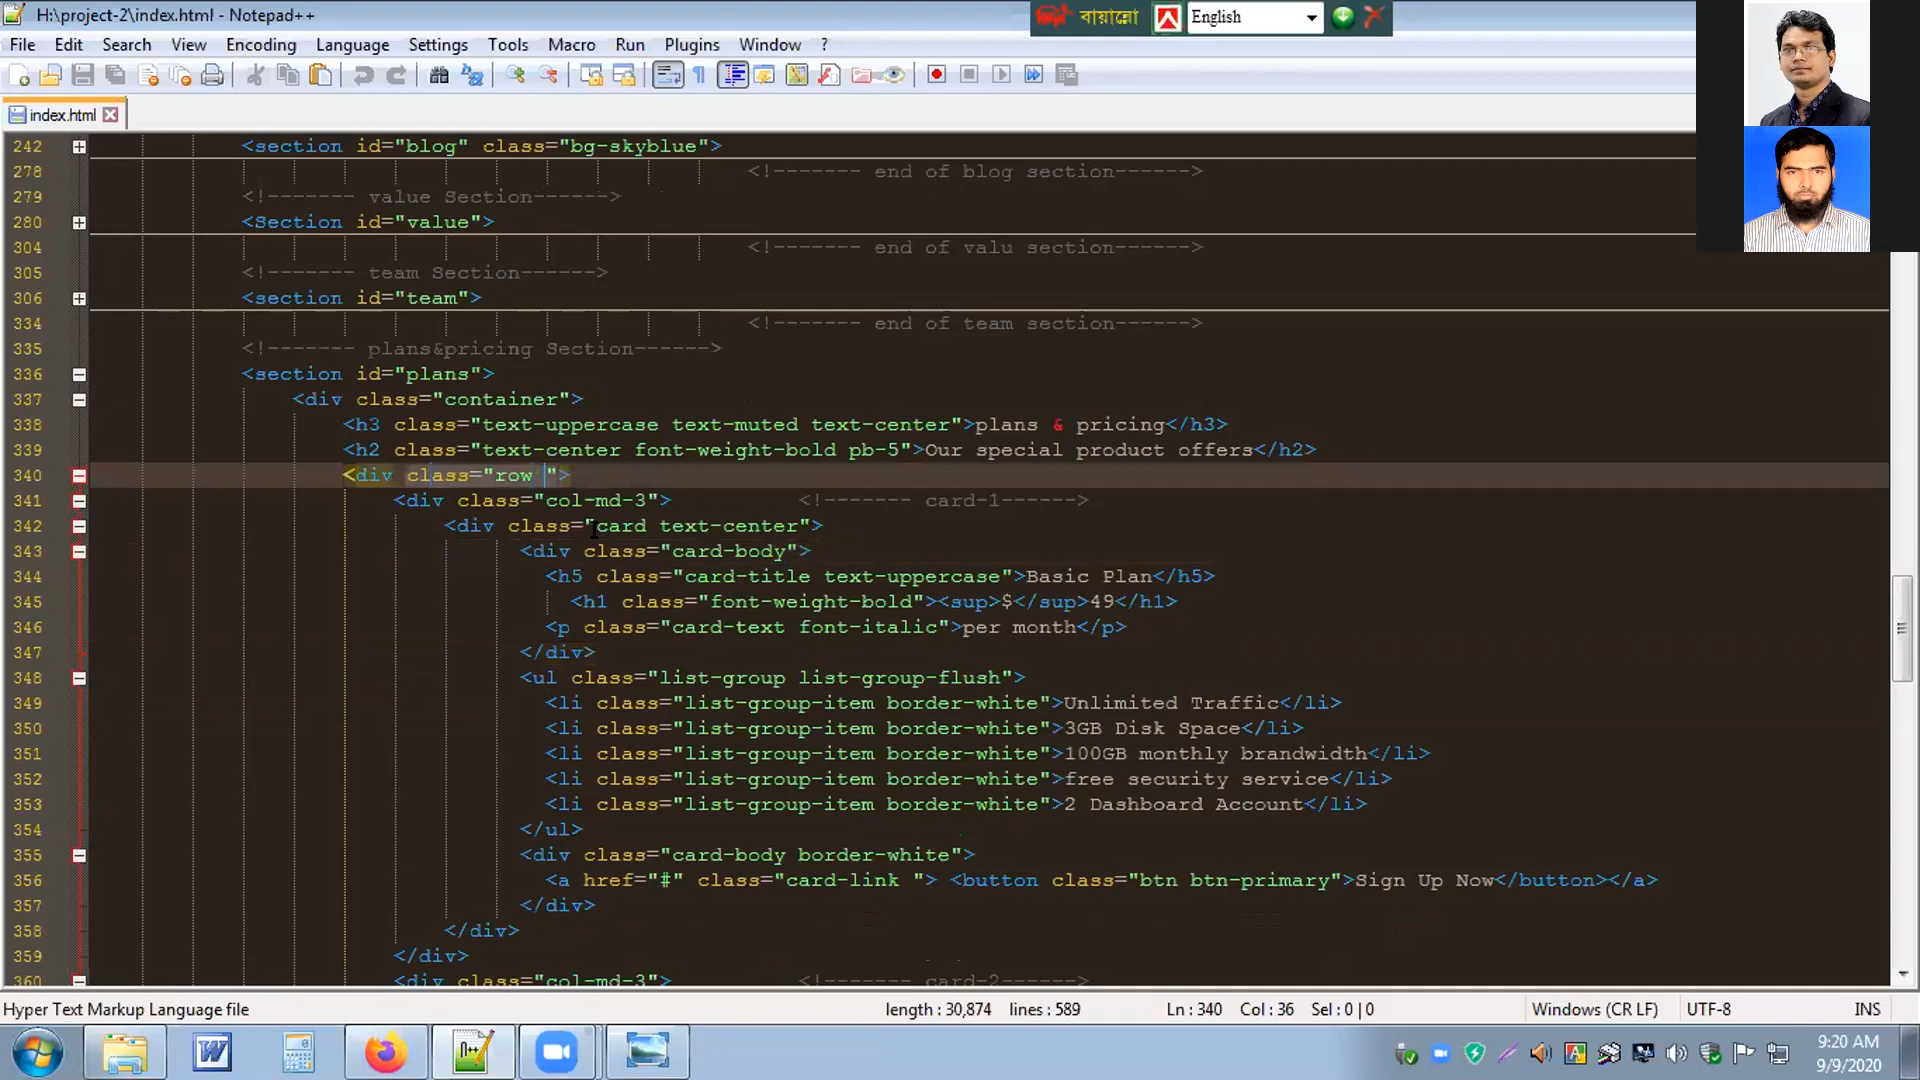 H:\project-2\index.html - Notepad++
বায়ান্নো English
File Edit Search View Encoding Language Settings Tools Macro Run Plugins Window ?
index.html
242 <section id="blog" class="bg-skyblue">
278 <!------- end of blog section------>
279 <!------- value Section------>
280 <Section id="value">
304 <!------- end of valu section------>
305 <!------- team Section------>
306 <section id="team">
334 <!------- end of team section------>
335 <!------- plans&pricing Section------>
336 <section id="plans">
337 <div class="container">
338 <h3 class="text-uppercase text-muted text-center">plans & pricing</h3>
339 <h2 class="text-center font-weight-bold pb-5">Our special product offers</h2>
340 <div class="row ">
341 <div class="col-md-3"> <!------- card-1------>
342 <div class="card text-center">
343 <div class="card-body">
344 <h5 class="card-title text-uppercase">Basic Plan</h5>
345 <h1 class="font-weight-bold"><sup>$</sup>49</h1>
346 <p class="card-text font-italic">per month</p>
347 </div>
348 <ul class="list-group list-group-flush">
349 <li class="list-group-item border-white">Unlimited Traffic</li>
350 <li class="list-group-item border-white">3GB Disk Space</li>
351 <li class="list-group-item border-white">100GB monthly brandwidth</li>
352 <li class="list-group-item border-white">free security service</li>
353 <li class="list-group-item border-white">2 Dashboard Account</li>
354 </ul>
355 <div class="card-body border-white">
356 <a href="#" class="card-link "> <button class="btn btn-primary">Sign Up Now</button></a>
357 </div>
358 </div>
359 </div>
360 <div class="col-md-3"> <!------- card-2------>
Hyper Text Markup Language file length : 30,874 lines : 589 Ln : 340 Col : 36 Sel : 0 | 0 Windows (CR LF) UTF-8 INS
9:20 AM
9/9/2020